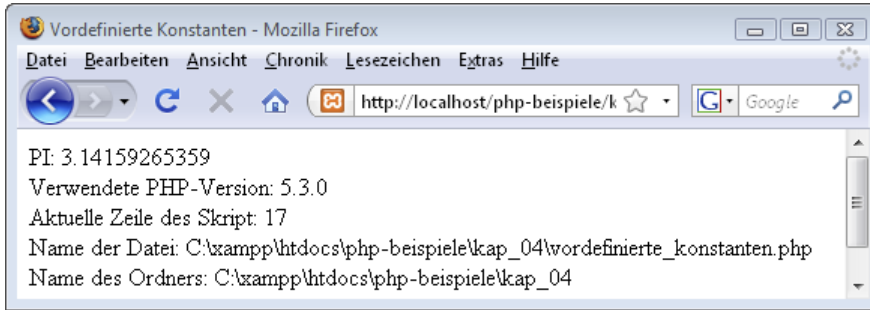 Vordefinierte Konstanten - Mozilla Firefox
Datei Bearbeiten Ansicht Chronik Lesezeichen Extras Hilfe
http://localhost/php-beispiele/k G Google
PI: 3.14159265359
Verwendete PHP-Version: 5.3.0
Aktuelle Zeile des Skript: 17
Name der Datei: C:\xampp\htdocs\php-beispiele\kap_04\vordefinierte_konstanten.php
Name des Ordners: C:\xampp\htdocs\php-beispiele\kap_04